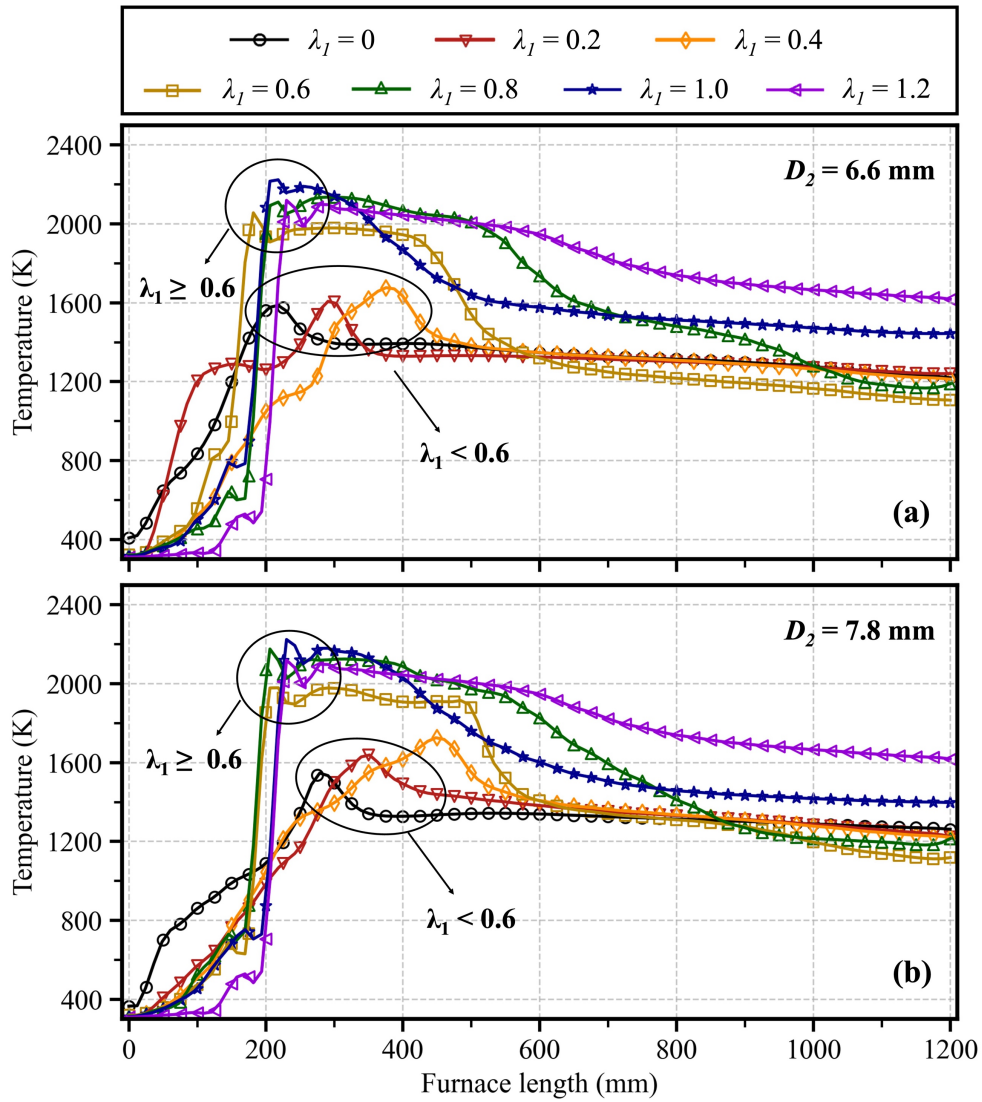 λ1 = 0 λ1 = 0.2 λ1 = 0.4
λ1 = 0.6 λ1 = 0.8 λ1 = 1.0 λ1 = 1.2
2400
2000
1600
1200
800
400
Temperature (K)
D2 = 6.6 mm
λ1 ≥ 0.6
λ1 < 0.6
(a)
2400
2000
1600
1200
800
400
Temperature (K)
D2 = 7.8 mm
λ1 ≥ 0.6
λ1 < 0.6
(b)
0 200 400 600 800 1000 1200
Furnace length (mm)